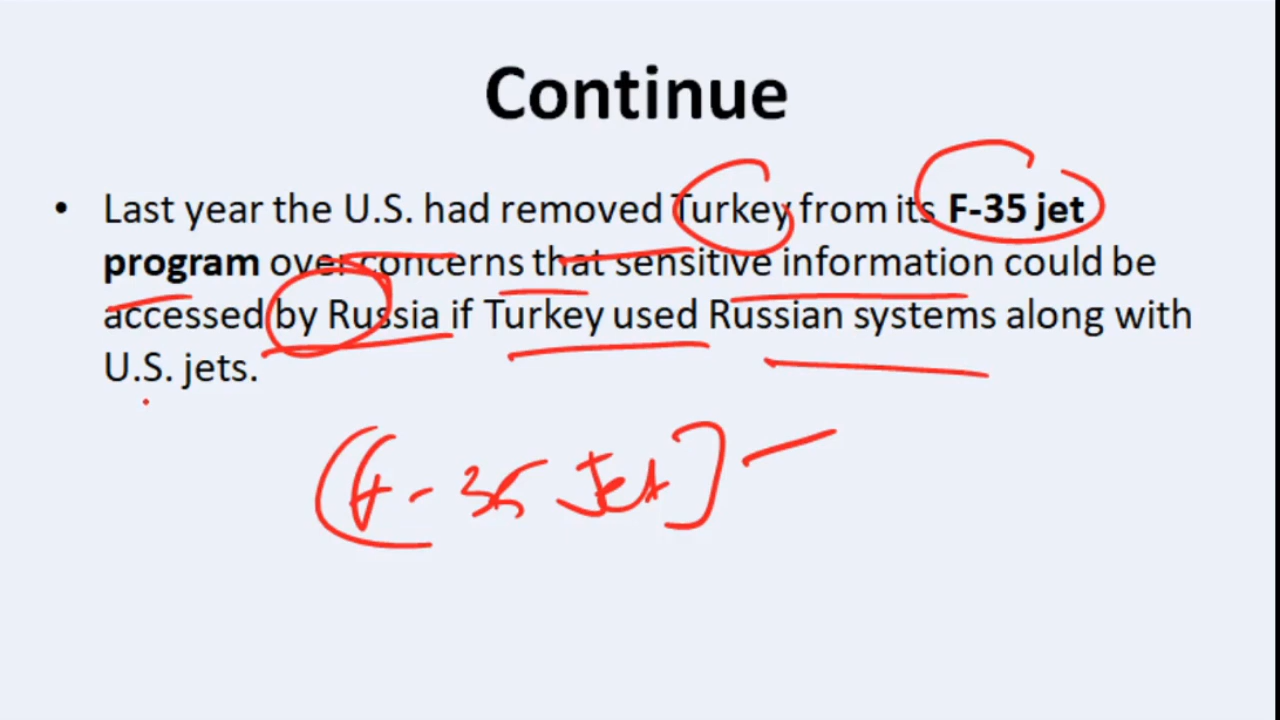 Continue
• Last year the U.S. had removed Turkey from its F-35 jet
program over concerns that sensitive information could be
accessed by Russia if Turkey used Russian systems along with
U.S. jets.
F-35 Jet